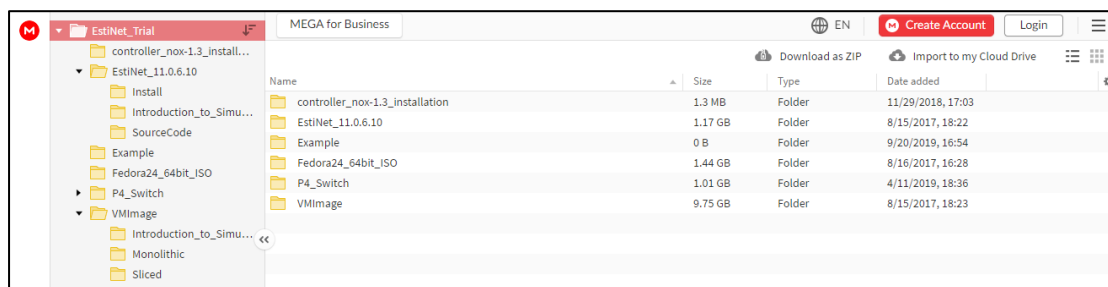 M
EstiNet_Trial
controller_nox-1.3_install...
EstiNet_11.0.6.10
Install
Introduction_to_Simu...
SourceCode
Example
Fedora24_64bit_ISO
P4_Switch
VMImage
Introduction_to_Simu...
Monolithic
Sliced
MEGA for Business
EN
M Create Account
Login
Download as ZIP
Import to my Cloud Drive
Name Size Type Date added
controller_nox-1.3_installation 1.3 MB Folder 11/29/2018, 17:03
EstiNet_11.0.6.10 1.17 GB Folder 8/15/2017, 18:22
Example 0 B Folder 9/20/2019, 16:54
Fedora24_64bit_ISO 1.44 GB Folder 8/16/2017, 16:28
P4_Switch 1.01 GB Folder 4/11/2019, 18:36
VMImage 9.75 GB Folder 8/15/2017, 18:23